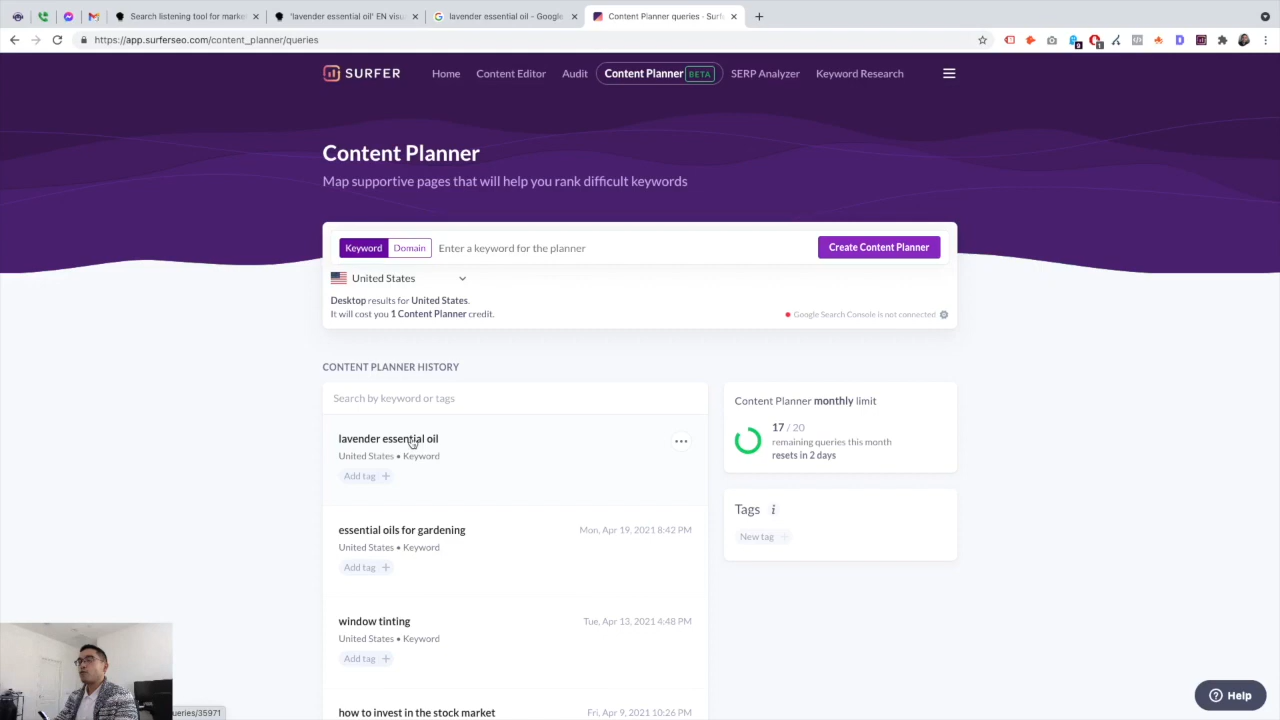 Search listening tool for marke
'lavender essential oil' EN visu
lavender essential oil - Google
Content Planner queries - Surf
https://app.surferseo.com/content_planner/queries
SURFER
Home
Content Editor
Audit
Content Planner BETA
SERP Analyzer
Keyword Research
Content Planner
Map supportive pages that will help you rank difficult keywords
Keyword
Domain
Enter a keyword for the planner
Create Content Planner
United States
Desktop results for United States.
It will cost you 1 Content Planner credit.
Google Search Console is not connected
CONTENT PLANNER HISTORY
Search by keyword or tags
lavender essential oil
United States • Keyword
Add tag +
essential oils for gardening
Mon, Apr 19, 2021 8:42 PM
United States • Keyword
Add tag +
window tinting
Tue, Apr 13, 2021 4:48 PM
United States • Keyword
Add tag +
how to invest in the stock market
Fri, Apr 9, 2021 10:26 PM
Content Planner monthly limit
17 / 20
remaining queries this month
resets in 2 days
Tags i
New tag +
ueries/35971
Help